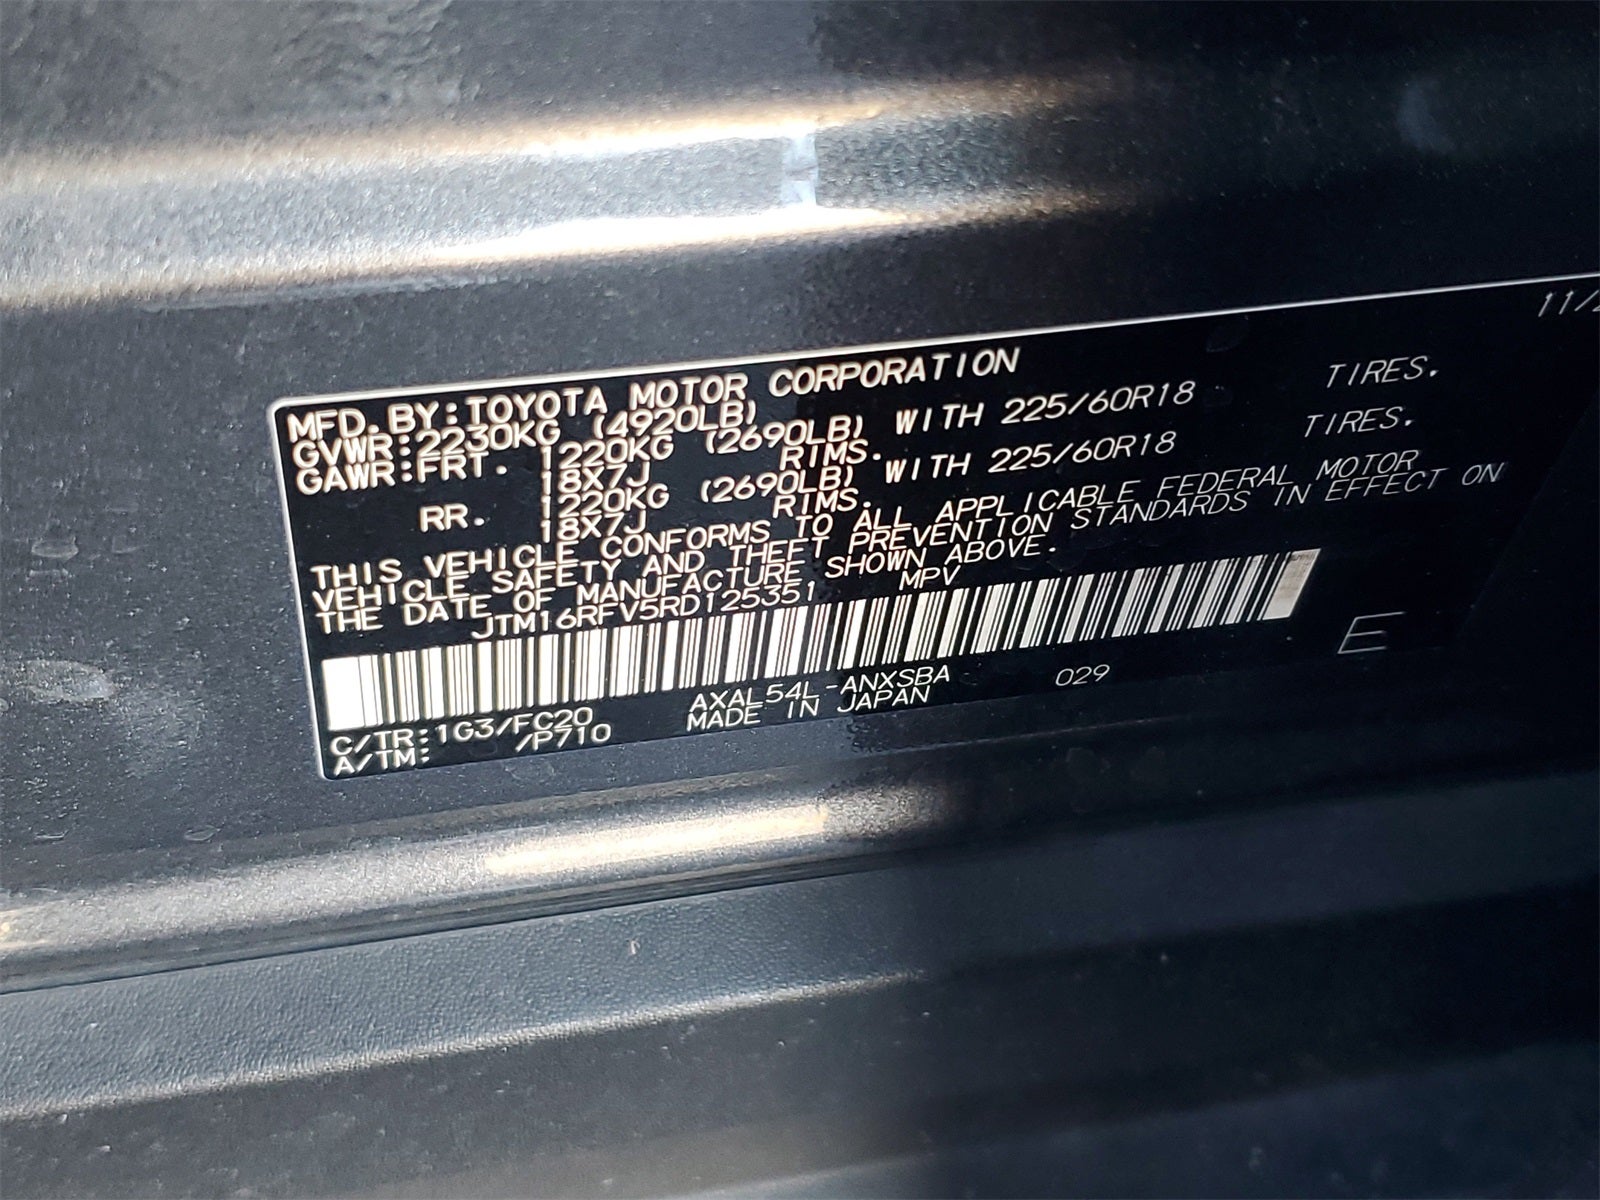 11/2
MFD.BY:TOYOTA MOTOR CORPORATION
GVWR:2230KG (4920LB)
GAWR:FRT. 1220KG (2690LB) WITH 225/60R18 TIRES.
18X7J RIMS.
RR. 1220KG (2690LB) WITH 225/60R18 TIRES.
18X7J RIMS.
THIS VEHICLE CONFORMS TO ALL APPLICABLE FEDERAL MOTOR
VEHICLE SAFETY AND THEFT PREVENTION STANDARDS IN EFFECT ON
THE DATE OF MANUFACTURE SHOWN ABOVE.
JTM16RFV5RD125351 MPV
E
C/TR:1G3/FC20 AXAL54L-ANXSBA 029
A/TM: /P710 MADE IN JAPAN